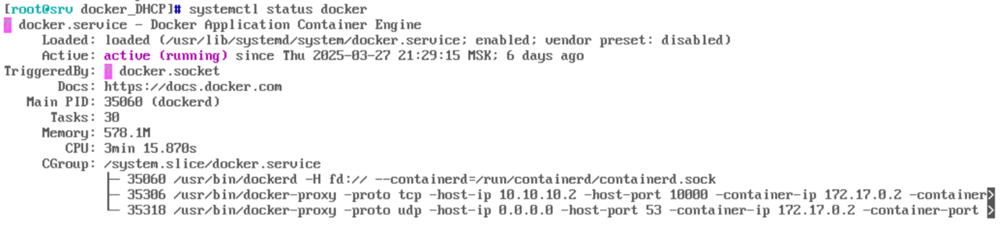 [root@srv docker_DHCP]# systemctl status docker
? docker.service - Docker Application Container Engine
Loaded: loaded (/usr/lib/systemd/system/docker.service; enabled; vendor preset: disabled)
Active: active (running) since Thu 2025-03-27 21:29:15 MSK; 6 days ago
TriggeredBy: ? docker.socket
Docs: https://docs.docker.com
Main PID: 35060 (dockerd)
Tasks: 30
Memory: 578.1M
CPU: 3min 15.870s
CGroup: /system.slice/docker.service
├─ 35060 /usr/bin/dockerd -H fd:// --containerd=/run/containerd/containerd.sock
├─ 35306 /usr/bin/docker-proxy -proto tcp -host-ip 10.10.10.2 -host-port 10000 -container-ip 172.17.0.2 -container>
└─ 35318 /usr/bin/docker-proxy -proto udp -host-ip 0.0.0.0 -host-port 53 -container-ip 172.17.0.2 -container-port >